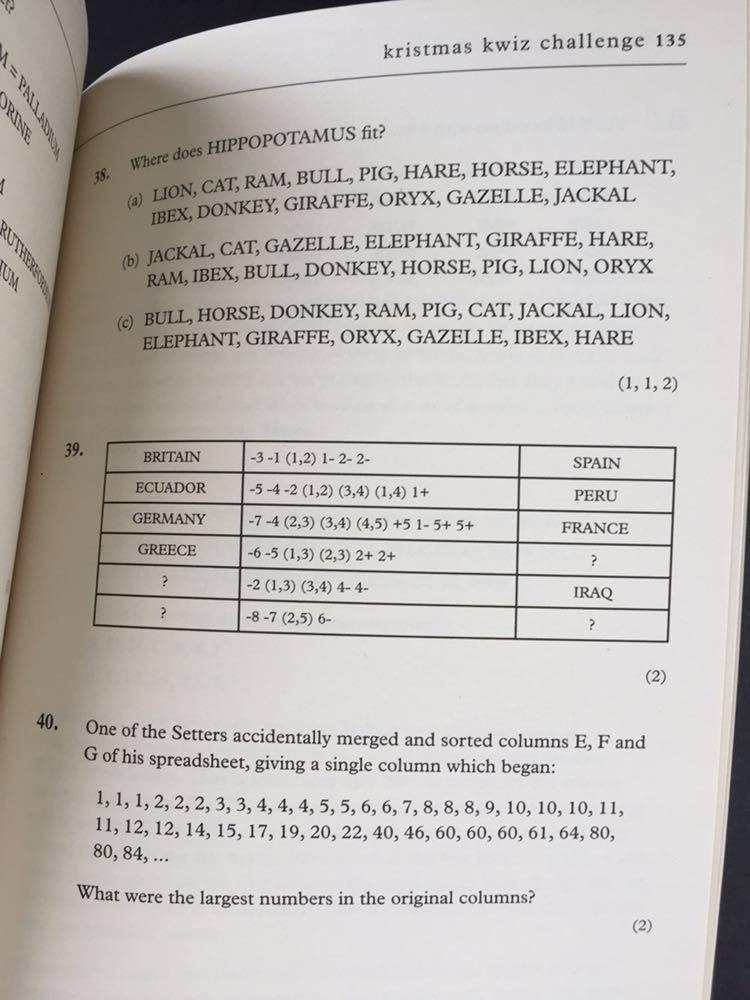 kristmas kwiz challenge 135
M = PALLADIUM
ORINE
M
RUTHERFORD
IUM
38. Where does HIPPOPOTAMUS fit?
(a) LION, CAT, RAM, BULL, PIG, HARE, HORSE, ELEPHANT,
IBEX, DONKEY, GIRAFFE, ORYX, GAZELLE, JACKAL
(b) JACKAL, CAT, GAZELLE, ELEPHANT, GIRAFFE, HARE,
RAM, IBEX, BULL, DONKEY, HORSE, PIG, LION, ORYX
(c) BULL, HORSE, DONKEY, RAM, PIG, CAT, JACKAL, LION,
ELEPHANT, GIRAFFE, ORYX, GAZELLE, IBEX, HARE
(1, 1, 2)
39.
BRITAIN -3 -1 (1,2) 1- 2- 2- SPAIN
ECUADOR -5 -4 -2 (1,2) (3,4) (1,4) 1+ PERU
GERMANY -7 -4 (2,3) (3,4) (4,5) +5 1- 5+ 5+ FRANCE
GREECE -6 -5 (1,3) (2,3) 2+ 2+ ?
? -2 (1,3) (3,4) 4- 4- IRAQ
? -8 -7 (2,5) 6- ?
(2)
40. One of the Setters accidentally merged and sorted columns E, F and
G of his spreadsheet, giving a single column which began:
1, 1, 1, 2, 2, 2, 3, 3, 4, 4, 4, 5, 5, 6, 6, 7, 8, 8, 8, 9, 10, 10, 10, 11,
11, 12, 12, 14, 15, 17, 19, 20, 22, 40, 46, 60, 60, 60, 61, 64, 80,
80, 84, ...
What were the largest numbers in the original columns?
(2)